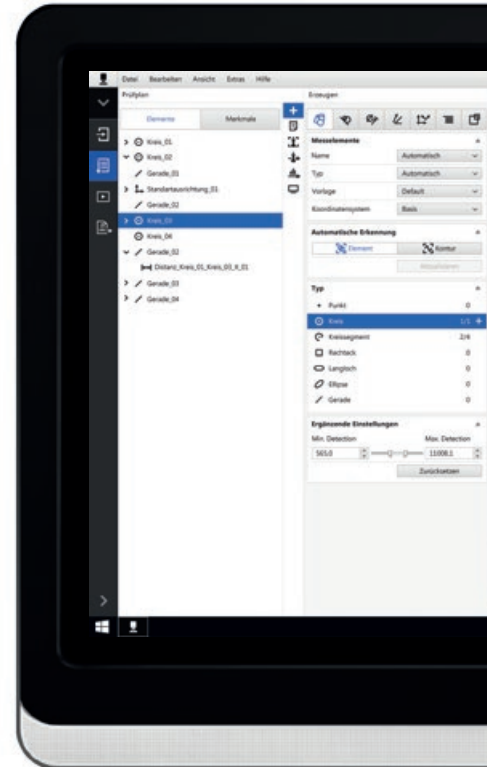 Datei Bearbeiten Ansicht Extras Hilfe
Prüfplan
Elemente Merkmale
Kreis_01
Kreis_02
Gerade_01
Standartausrichtung_01
Gerade_02
Kreis_03
Kreis_04
Gerade_02
Distanz_Kreis_01_Kreis_03_X_01
Gerade_03
Gerade_04
Erzeugen
Messelemente
Name Automatisch
Typ Automatisch
Vorlage Default
Koordinatensystem Basis
Automatische Erkennung
Element Kontur
Aktualisieren
Typ
Punkt 0
Kreis 1/1 +
Kreissegment 2/4
Rechteck 0
Langloch 0
Ellipse 0
Gerade 0
Ergänzende Einstellungen
Min. Detection Max. Detection
565.0 11008.1
Zurücksetzen